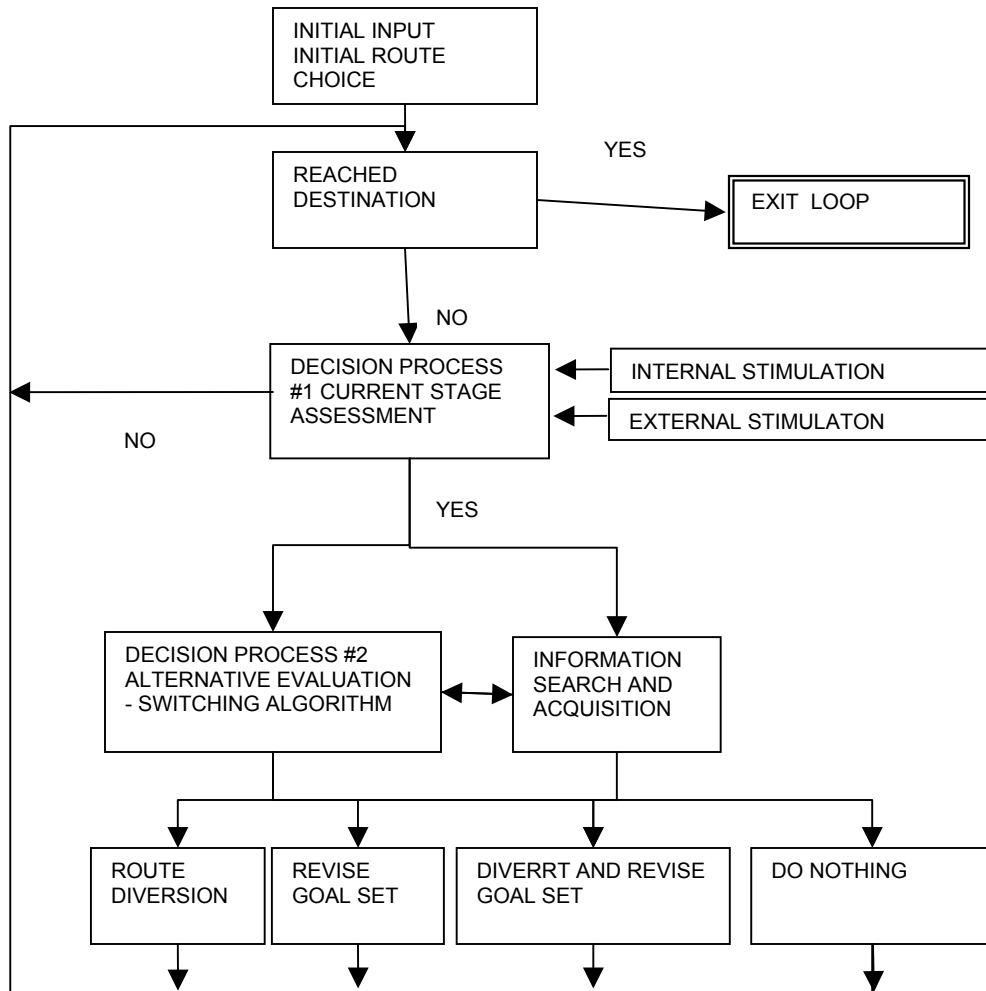 INITIAL INPUT
INITIAL ROUTE
CHOICE
YES
REACHED
DESTINATION
EXIT LOOP
NO
DECISION PROCESS
#1 CURRENT STAGE
ASSESSMENT
INTERNAL STIMULATION
EXTERNAL STIMULATON
NO
YES
DECISION PROCESS #2
ALTERNATIVE EVALUATION
- SWITCHING ALGORITHM
INFORMATION
SEARCH AND
ACQUISITION
ROUTE
DIVERSION
REVISE
GOAL SET
DIVERRT AND REVISE
GOAL SET
DO NOTHING